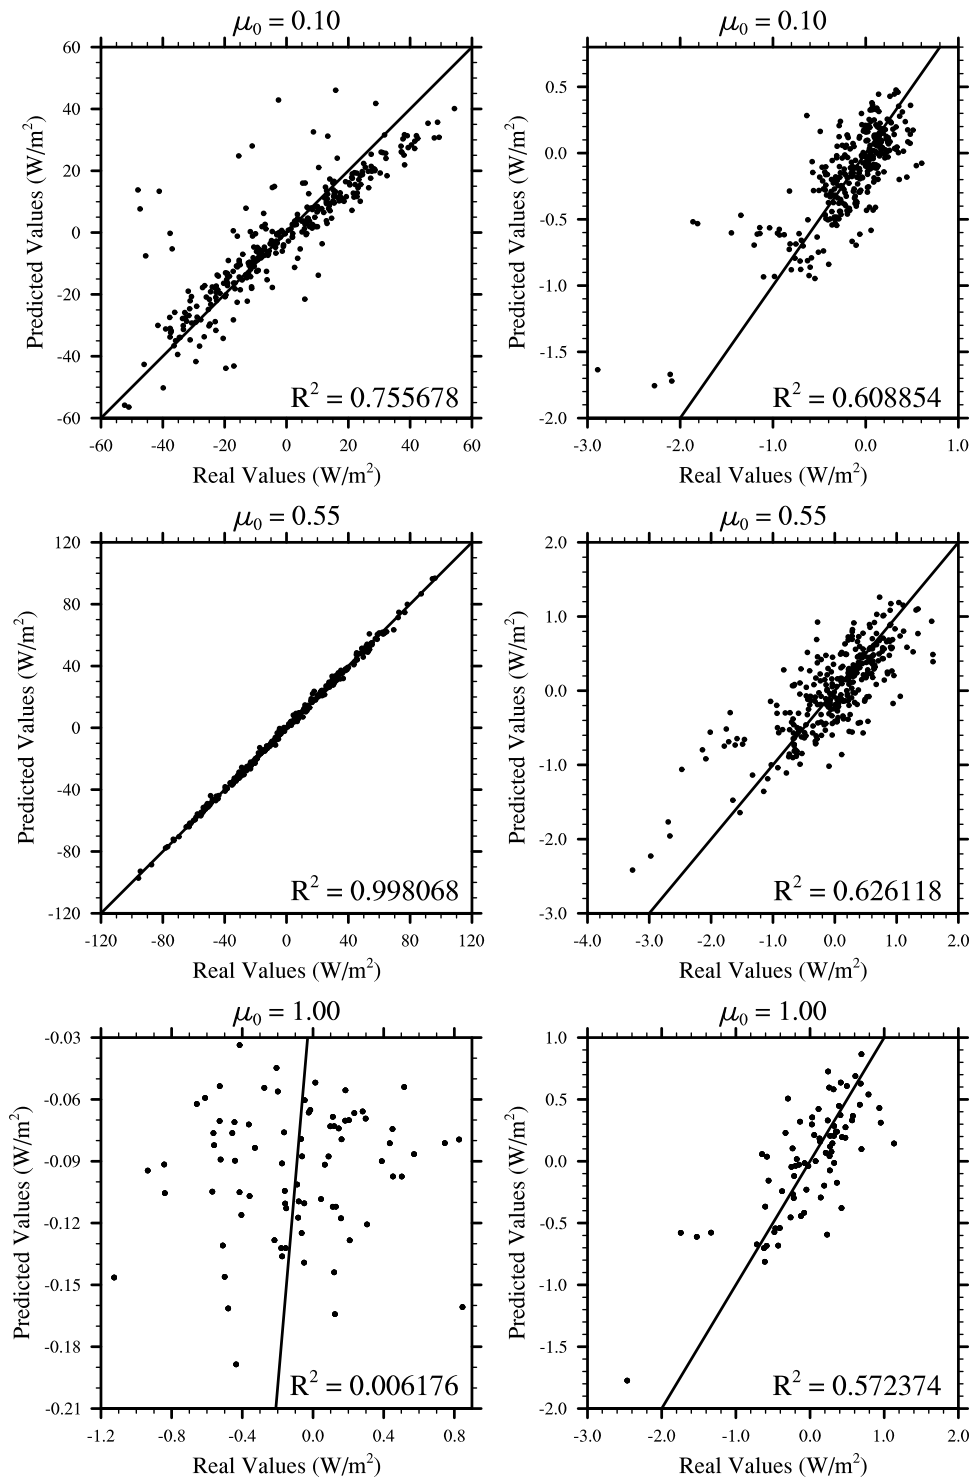 μ₀ = 0.10
60
40
20
0
-20
-40
-60
-60 -40 -20 0 20 40 60
Predicted Values (W/m²)
Real Values (W/m²)
R² = 0.755678
μ₀ = 0.10
0.5
0.0
-0.5
-1.0
-1.5
-2.0
-3.0 -2.0 -1.0 0.0 1.0
Predicted Values (W/m²)
Real Values (W/m²)
R² = 0.608854
μ₀ = 0.55
120
80
40
0
-40
-80
-120
-120 -80 -40 0 40 80 120
Predicted Values (W/m²)
Real Values (W/m²)
R² = 0.998068
μ₀ = 0.55
2.0
1.0
0.0
-1.0
-2.0
-3.0
-4.0 -3.0 -2.0 -1.0 0.0 1.0 2.0
Predicted Values (W/m²)
Real Values (W/m²)
R² = 0.626118
μ₀ = 1.00
-0.03
-0.06
-0.09
-0.12
-0.15
-0.18
-0.21
-1.2 -0.8 -0.4 0.0 0.4 0.8
Predicted Values (W/m²)
Real Values (W/m²)
R² = 0.006176
μ₀ = 1.00
1.0
0.5
0.0
-0.5
-1.0
-1.5
-2.0
-3.0 -2.0 -1.0 0.0 1.0 2.0
Predicted Values (W/m²)
Real Values (W/m²)
R² = 0.572374